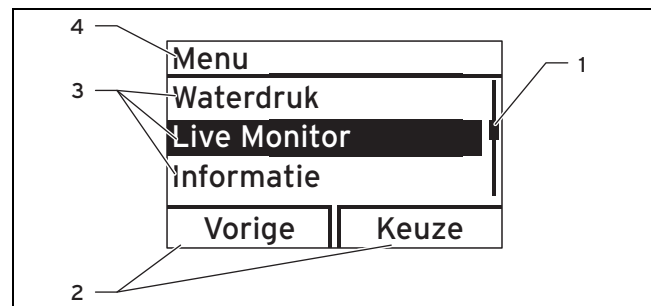 4
Menu
1
3
Waterdruk
Live Monitor
Informatie
Vorige Keuze
2